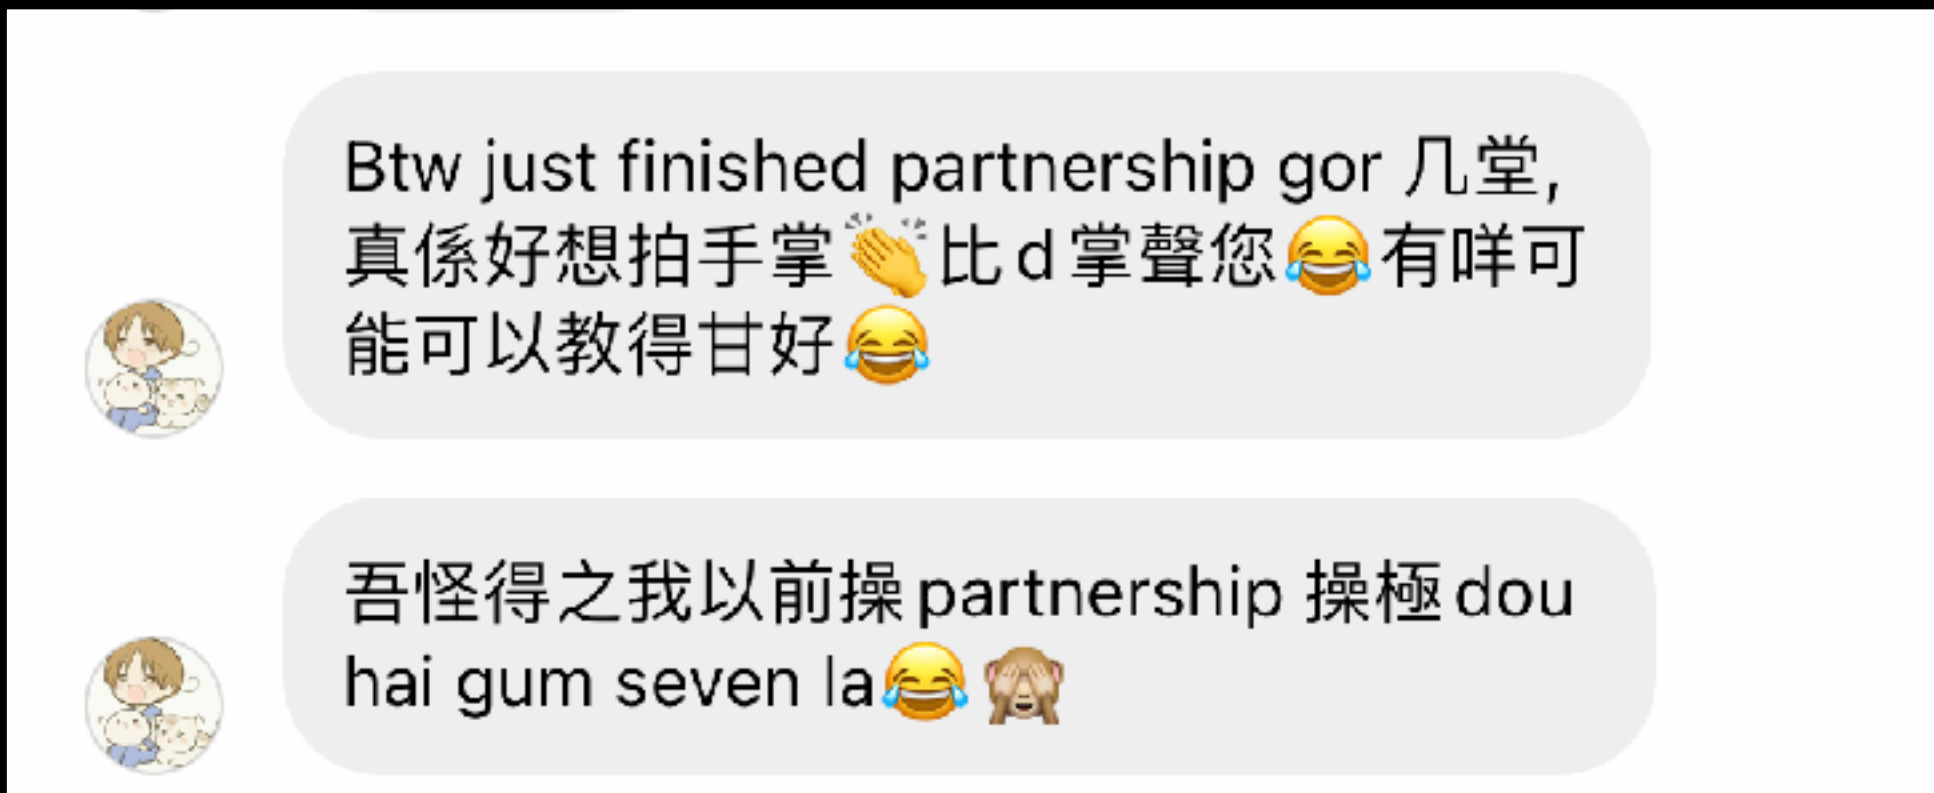 Btw just finished partnership gor 几堂,
真係好想拍手掌👏比d掌聲您😂有咩可
能可以教得甘好😂
吾怪得之我以前操partnership 操極dou
hai gum seven la😂🙈